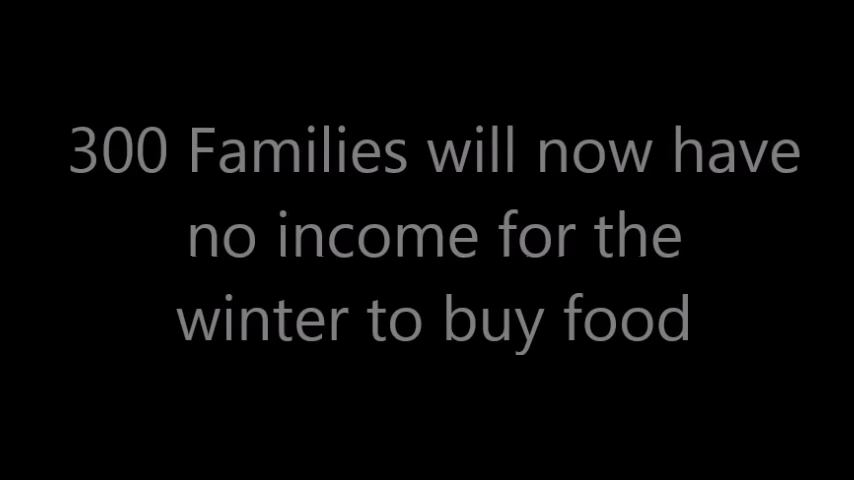 300 Families will now have
no income for the
winter to buy food